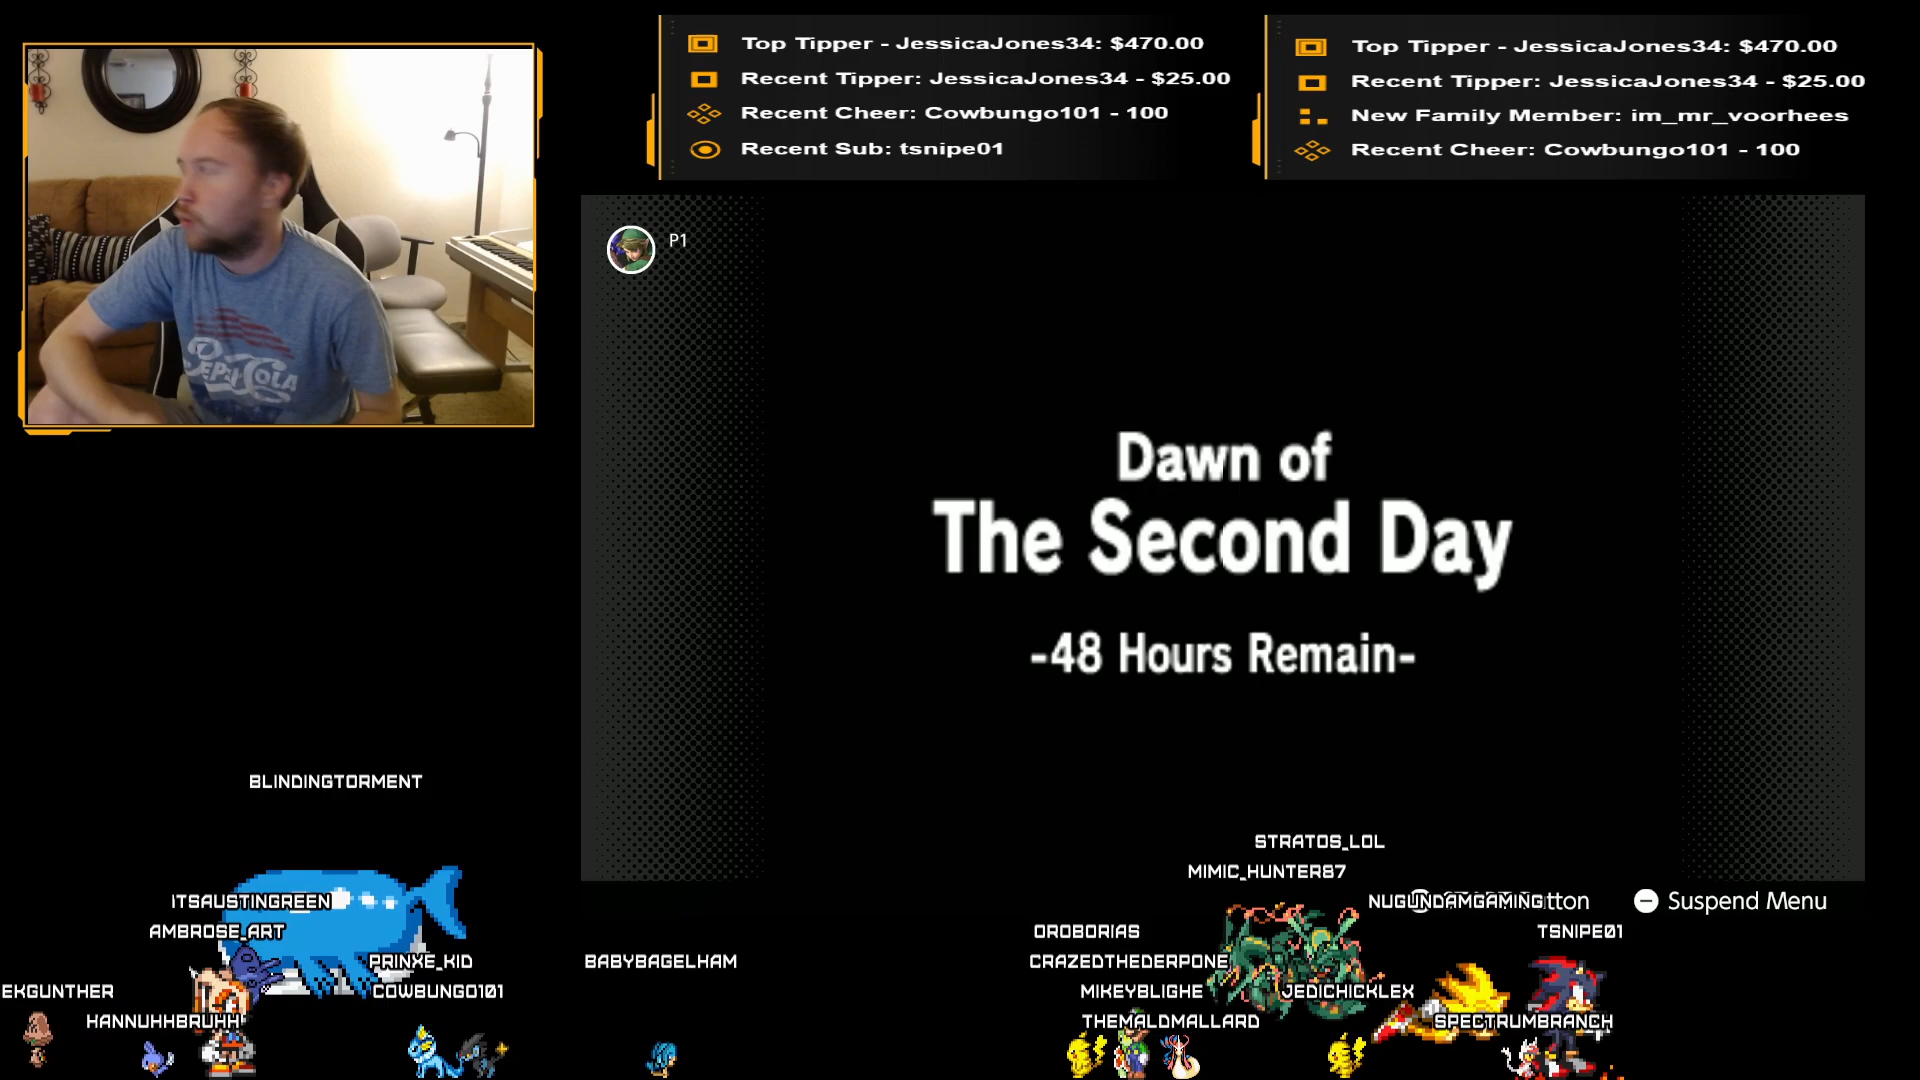 Top Tipper - JessicaJones34: $470.00
Recent Tipper: JessicaJones34 - $25.00
Recent Cheer: Cowbungo101 - 100
Recent Sub: tsnipe01
Top Tipper - JessicaJones34: $470.00
Recent Tipper: JessicaJones34 - $25.00
New Family Member: im_mr_voorhees
Recent Cheer: Cowbungo101 - 100
P1
Dawn of
The Second Day
-48 Hours Remain-
BLINDINGTORMENT
STRATOS_LOL
MIMIC_HUNTER87
ITSAUSTINGREEN
NUGUNDAMGAMING
Suspend Menu
AMBROSE_ART
OROBORIAS
TSNIPE01
PRINXE_KID
BABYBAGELHAM
CRAZEDTHEDERPONE
EKGUNTHER
COWBUNGO101
MIKEYBLIGHE
JEDICHICKLEX
HANNUHHBRUHH
THEMALDMALLARD
SPECTRUMBRANCH